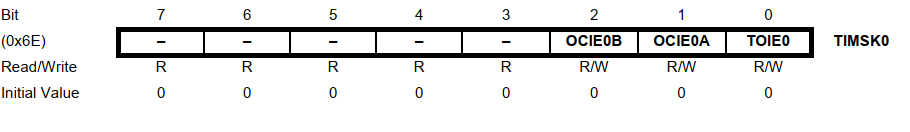 Bit 7 6 5 4 3 2 1 0
(0x6E) – – – – – OCIE0B OCIE0A TOIE0 TIMSK0
Read/Write R R R R R R/W R/W R/W
Initial Value 0 0 0 0 0 0 0 0